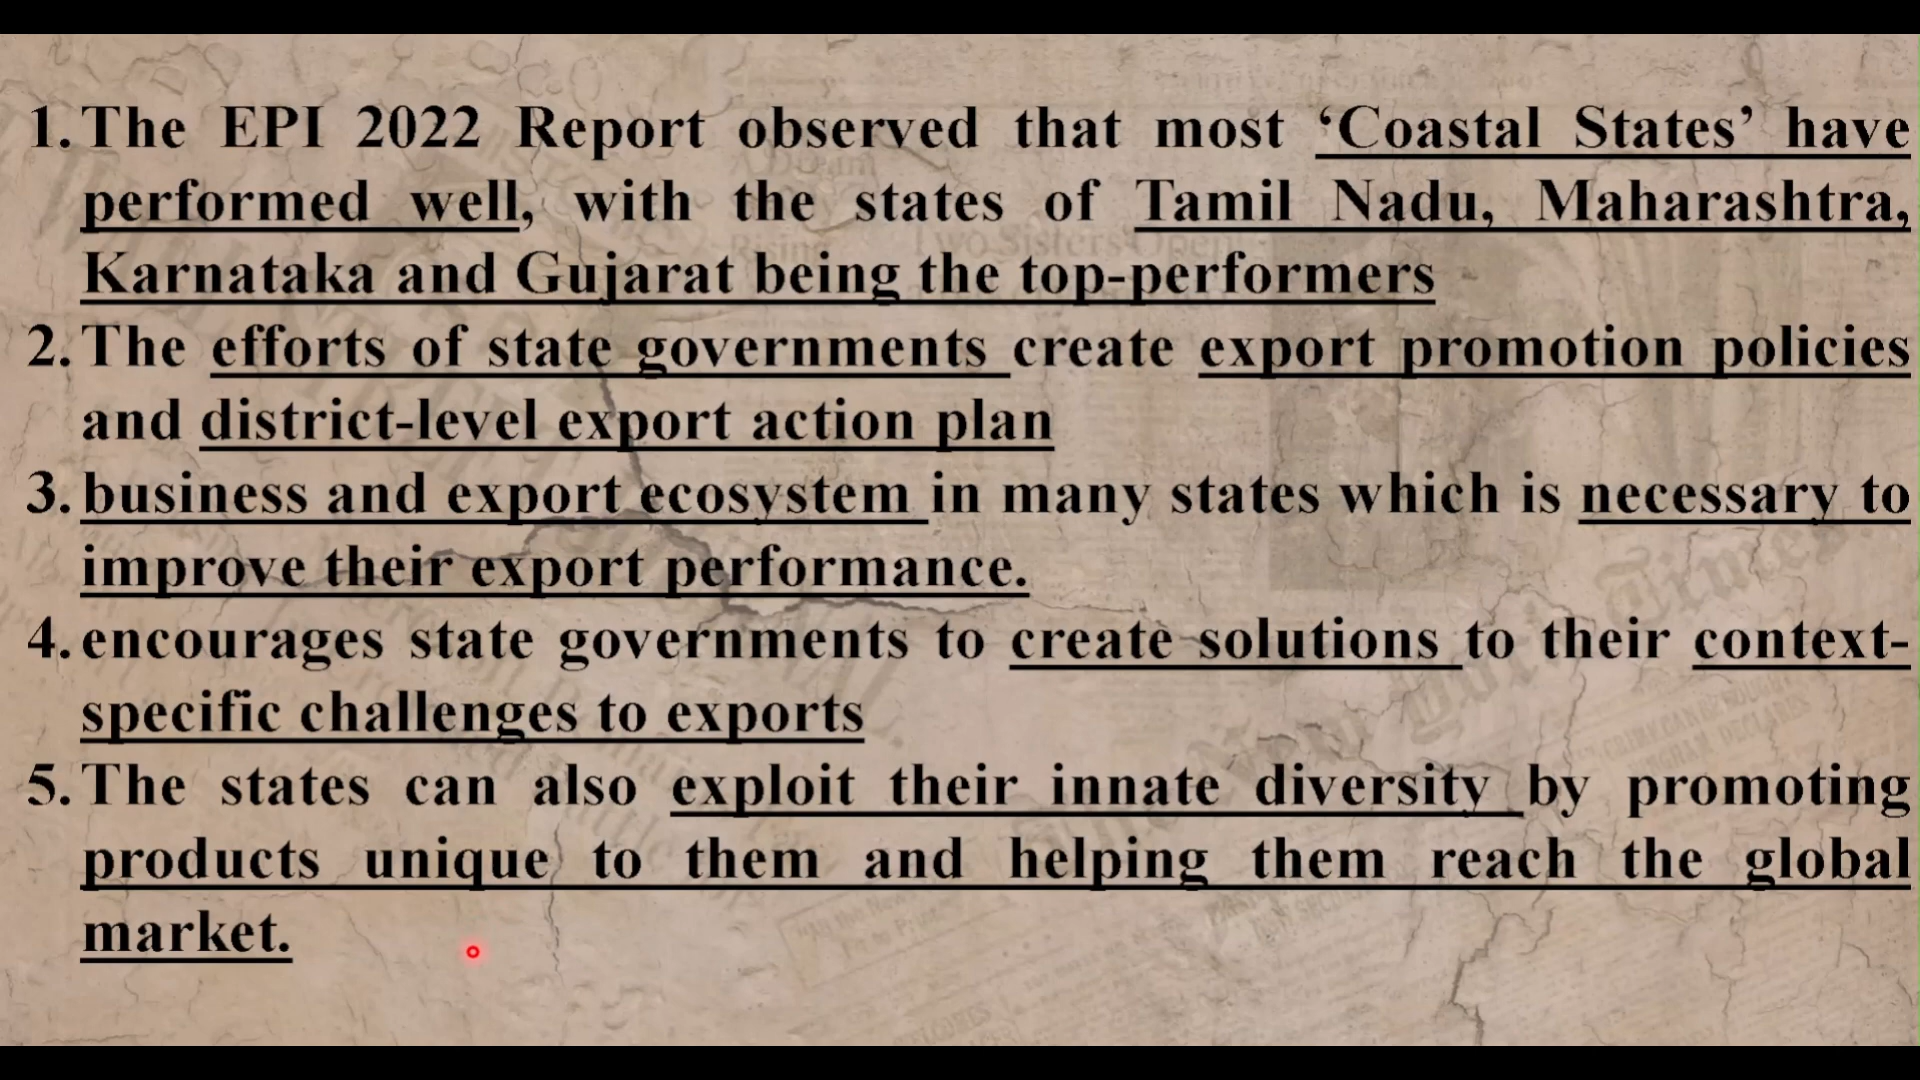 1. The EPI 2022 Report observed that most ‘Coastal States’ have
performed well, with the states of Tamil Nadu, Maharashtra,
Karnataka and Gujarat being the top-performers
2. The efforts of state governments create export promotion policies
and district-level export action plan
3. business and export ecosystem in many states which is necessary to
improve their export performance.
4. encourages state governments to create solutions to their context-
specific challenges to exports
5. The states can also exploit their innate diversity by promoting
products unique to them and helping them reach the global
market.